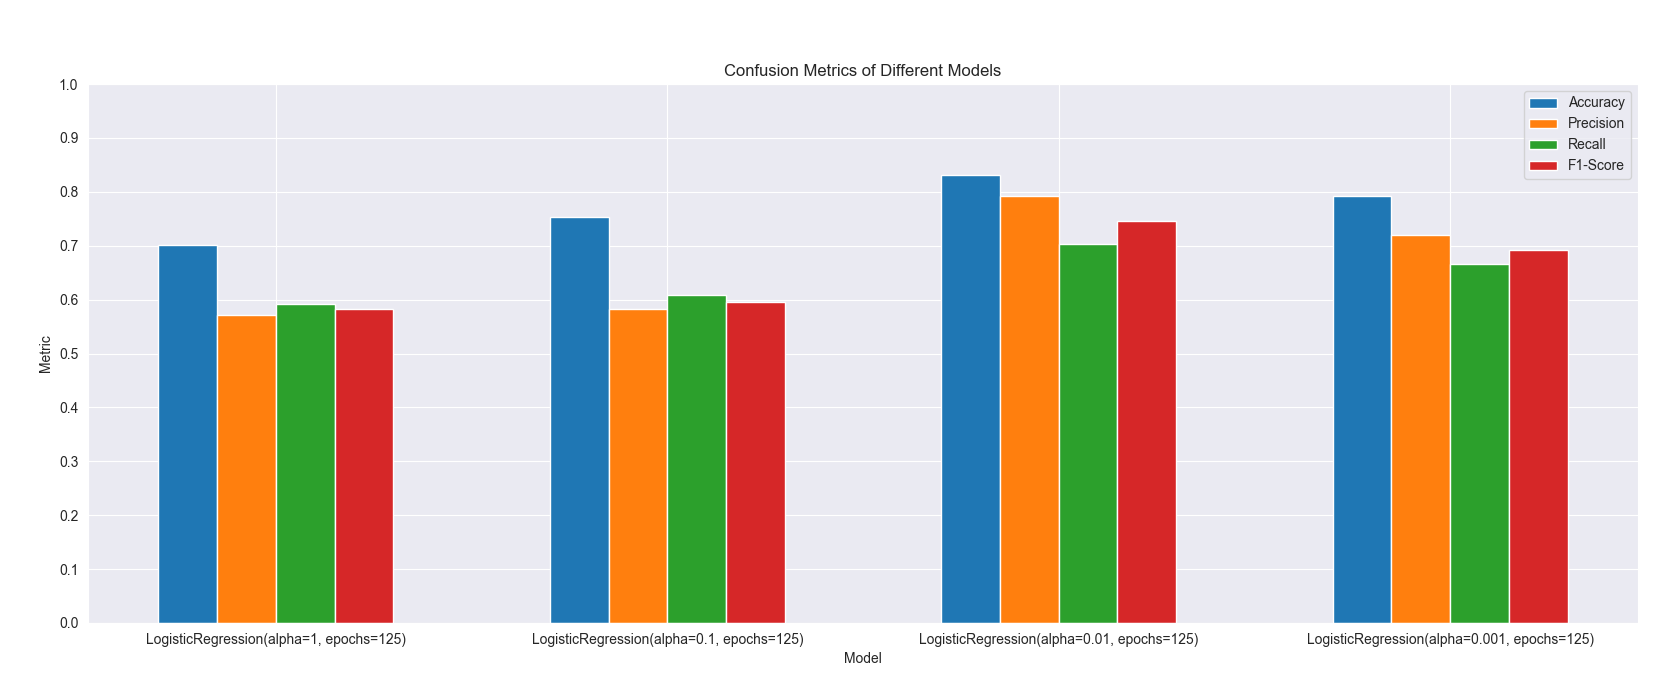 Confusion Metrics of Different Models
1.0
0.9
0.8
0.7
0.6
0.5
0.4
0.3
0.2
0.1
0.0
Metric
Accuracy
Precision
Recall
F1-Score
LogisticRegression(alpha=1, epochs=125)
LogisticRegression(alpha=0.1, epochs=125)
LogisticRegression(alpha=0.01, epochs=125)
LogisticRegression(alpha=0.001, epochs=125)
Model